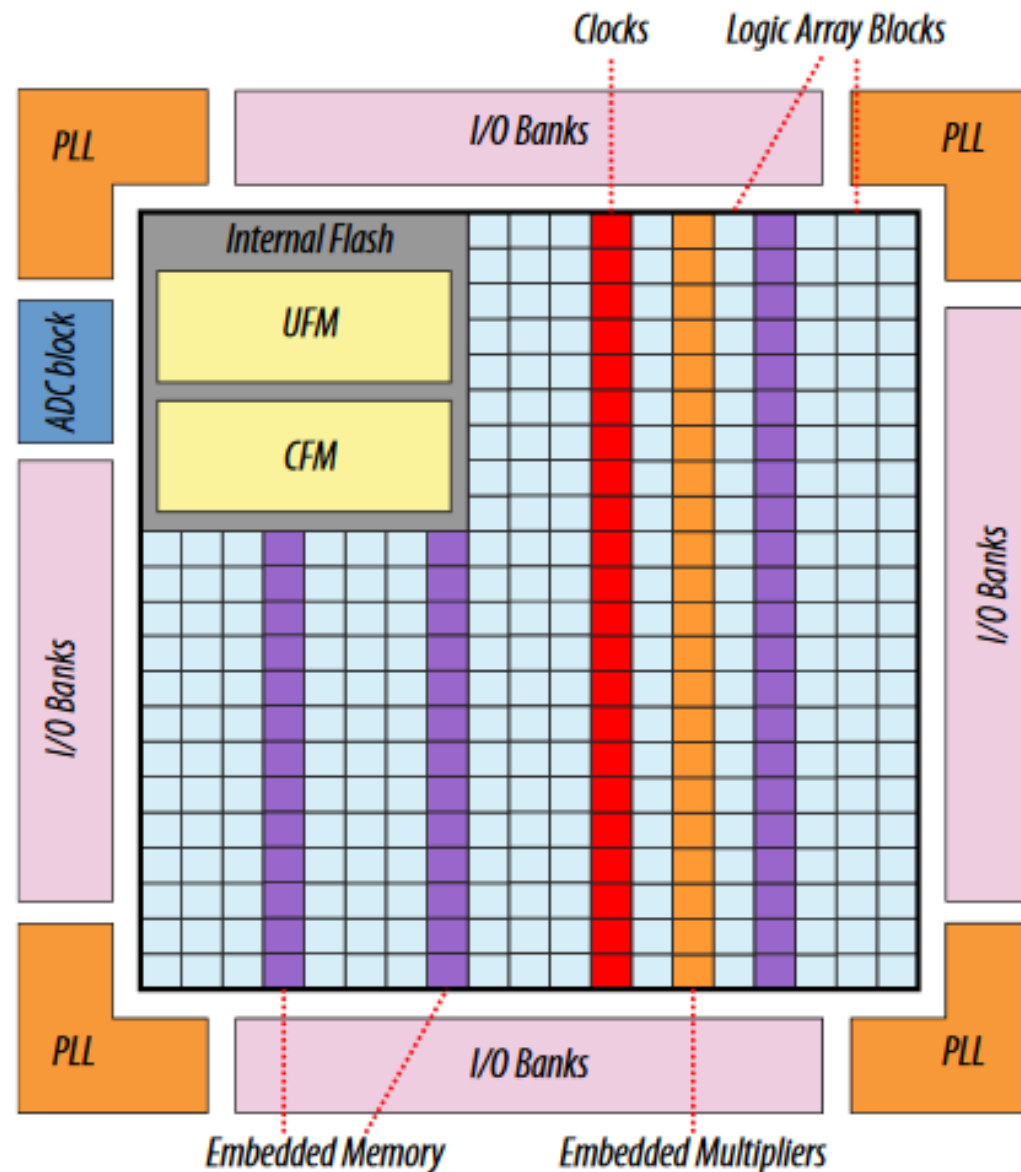 Clocks
Logic Array Blocks
PLL
I/O Banks
PLL
Internal Flash
UFM
ADC block
CFM
I/O Banks
I/O Banks
PLL
I/O Banks
PLL
Embedded Memory
Embedded Multipliers